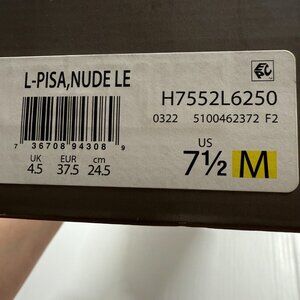 L-PISA,NUDE LE
H7552L6250
0322 5100462372 F2
7 36708 94308 9
UK EUR cm
4.5 37.5 24.5
US
7½ M